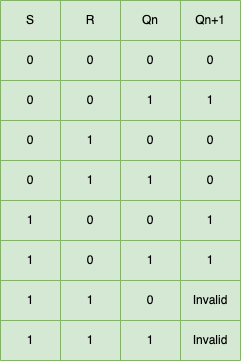 S R Qn Qn+1
0 0 0 0
0 0 1 1
0 1 0 0
0 1 1 0
1 0 0 1
1 0 1 1
1 1 0 Invalid
1 1 1 Invalid